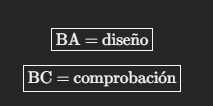 BA = diseño
BC = comprobación